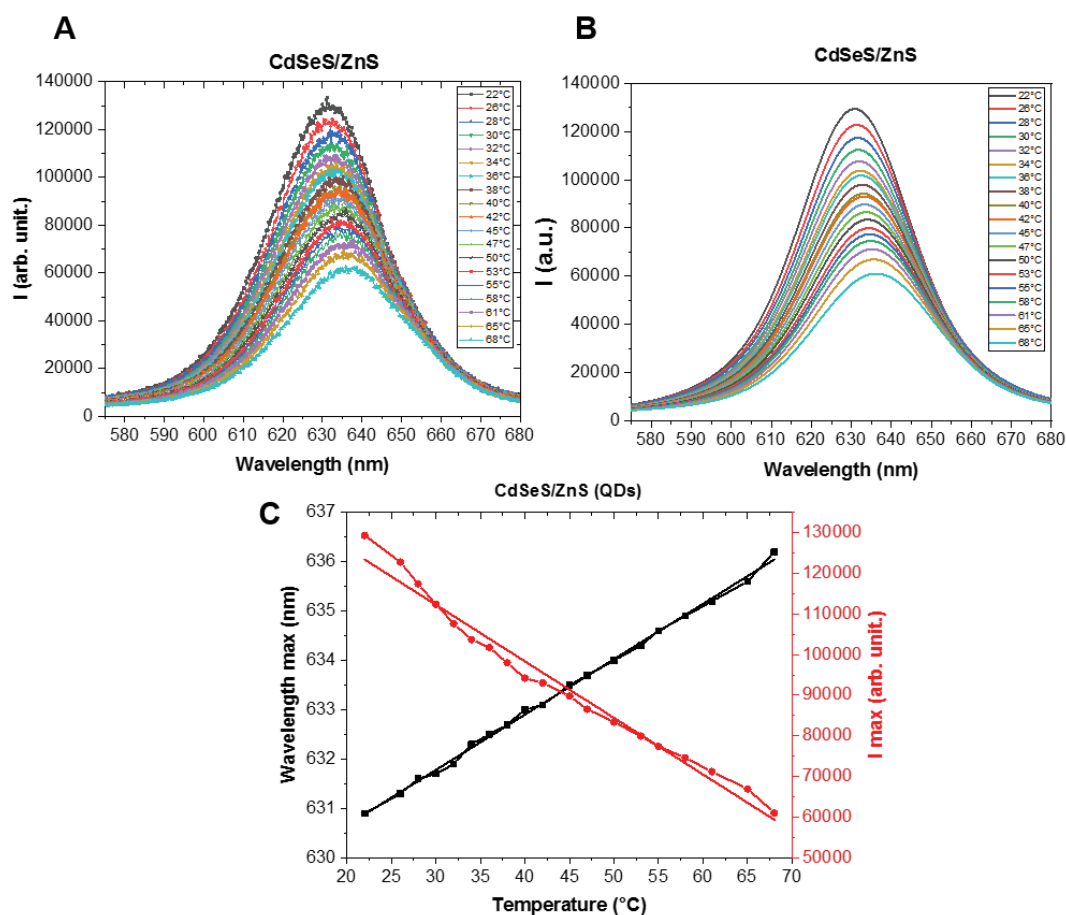 A
CdSeS/ZnS
I (arb. unit.)
140000
120000
100000
80000
60000
40000
20000
0
580 590 600 610 620 630 640 650 660 670 680
Wavelength (nm)
22°C
26°C
28°C
30°C
32°C
34°C
36°C
38°C
40°C
42°C
45°C
47°C
50°C
53°C
55°C
58°C
61°C
65°C
68°C
B
CdSeS/ZnS
I (a.u.)
140000
120000
100000
80000
60000
40000
20000
0
580 590 600 610 620 630 640 650 660 670 680
Wavelength (nm)
22°C
26°C
28°C
30°C
32°C
34°C
36°C
38°C
40°C
42°C
45°C
47°C
50°C
53°C
55°C
58°C
61°C
65°C
68°C
C
CdSeS/ZnS (QDs)
Wavelength max (nm)
637
636
635
634
633
632
631
630
20 25 30 35 40 45 50 55 60 65 70
Temperature (°C)
130000
120000
110000
100000
90000
80000
70000
60000
50000
I max (arb. unit.)